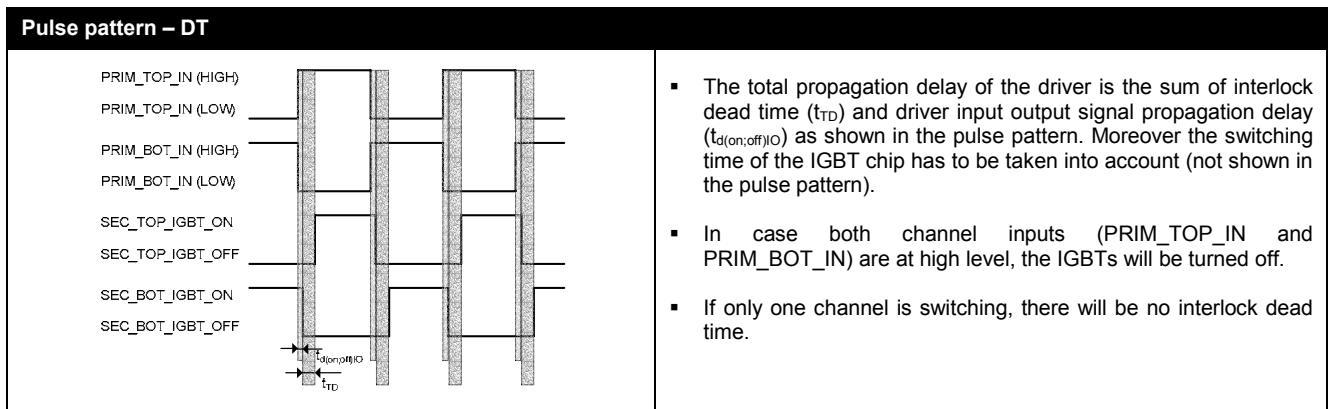 Pulse pattern – DT
PRIM_TOP_IN (HIGH)
PRIM_TOP_IN (LOW)
PRIM_BOT_IN (HIGH)
PRIM_BOT_IN (LOW)
SEC_TOP_IGBT_ON
SEC_TOP_IGBT_OFF
SEC_BOT_IGBT_ON
SEC_BOT_IGBT_OFF
td(on;off)IO
tTD
▪ The total propagation delay of the driver is the sum of interlock
dead time (tTD) and driver input output signal propagation delay
(td(on;off)IO) as shown in the pulse pattern. Moreover the switching
time of the IGBT chip has to be taken into account (not shown in
the pulse pattern).
▪ In case both channel inputs (PRIM_TOP_IN and
PRIM_BOT_IN) are at high level, the IGBTs will be turned off.
▪ If only one channel is switching, there will be no interlock dead
time.